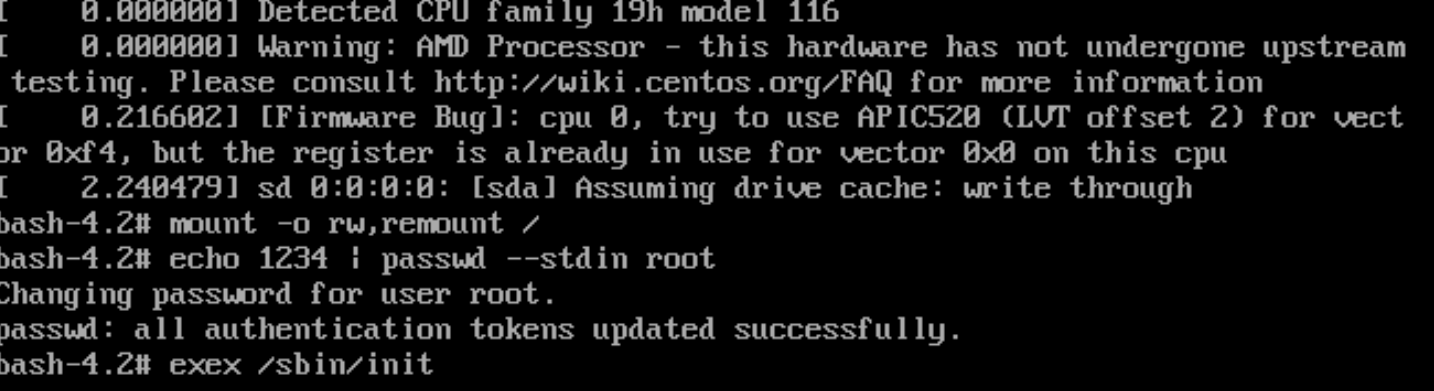 [    0.000000] Detected CPU family 19h model 116
[    0.000000] Warning: AMD Processor - this hardware has not undergone upstream
 testing. Please consult http://wiki.centos.org/FAQ for more information
[    0.216602] [Firmware Bug]: cpu 0, try to use APIC520 (LVT offset 2) for vect
or 0xf4, but the register is already in use for vector 0x0 on this cpu
[    2.240479] sd 0:0:0:0: [sda] Assuming drive cache: write through
bash-4.2# mount -o rw,remount /
bash-4.2# echo 1234 | passwd --stdin root
Changing password for user root.
passwd: all authentication tokens updated successfully.
bash-4.2# exex /sbin/init